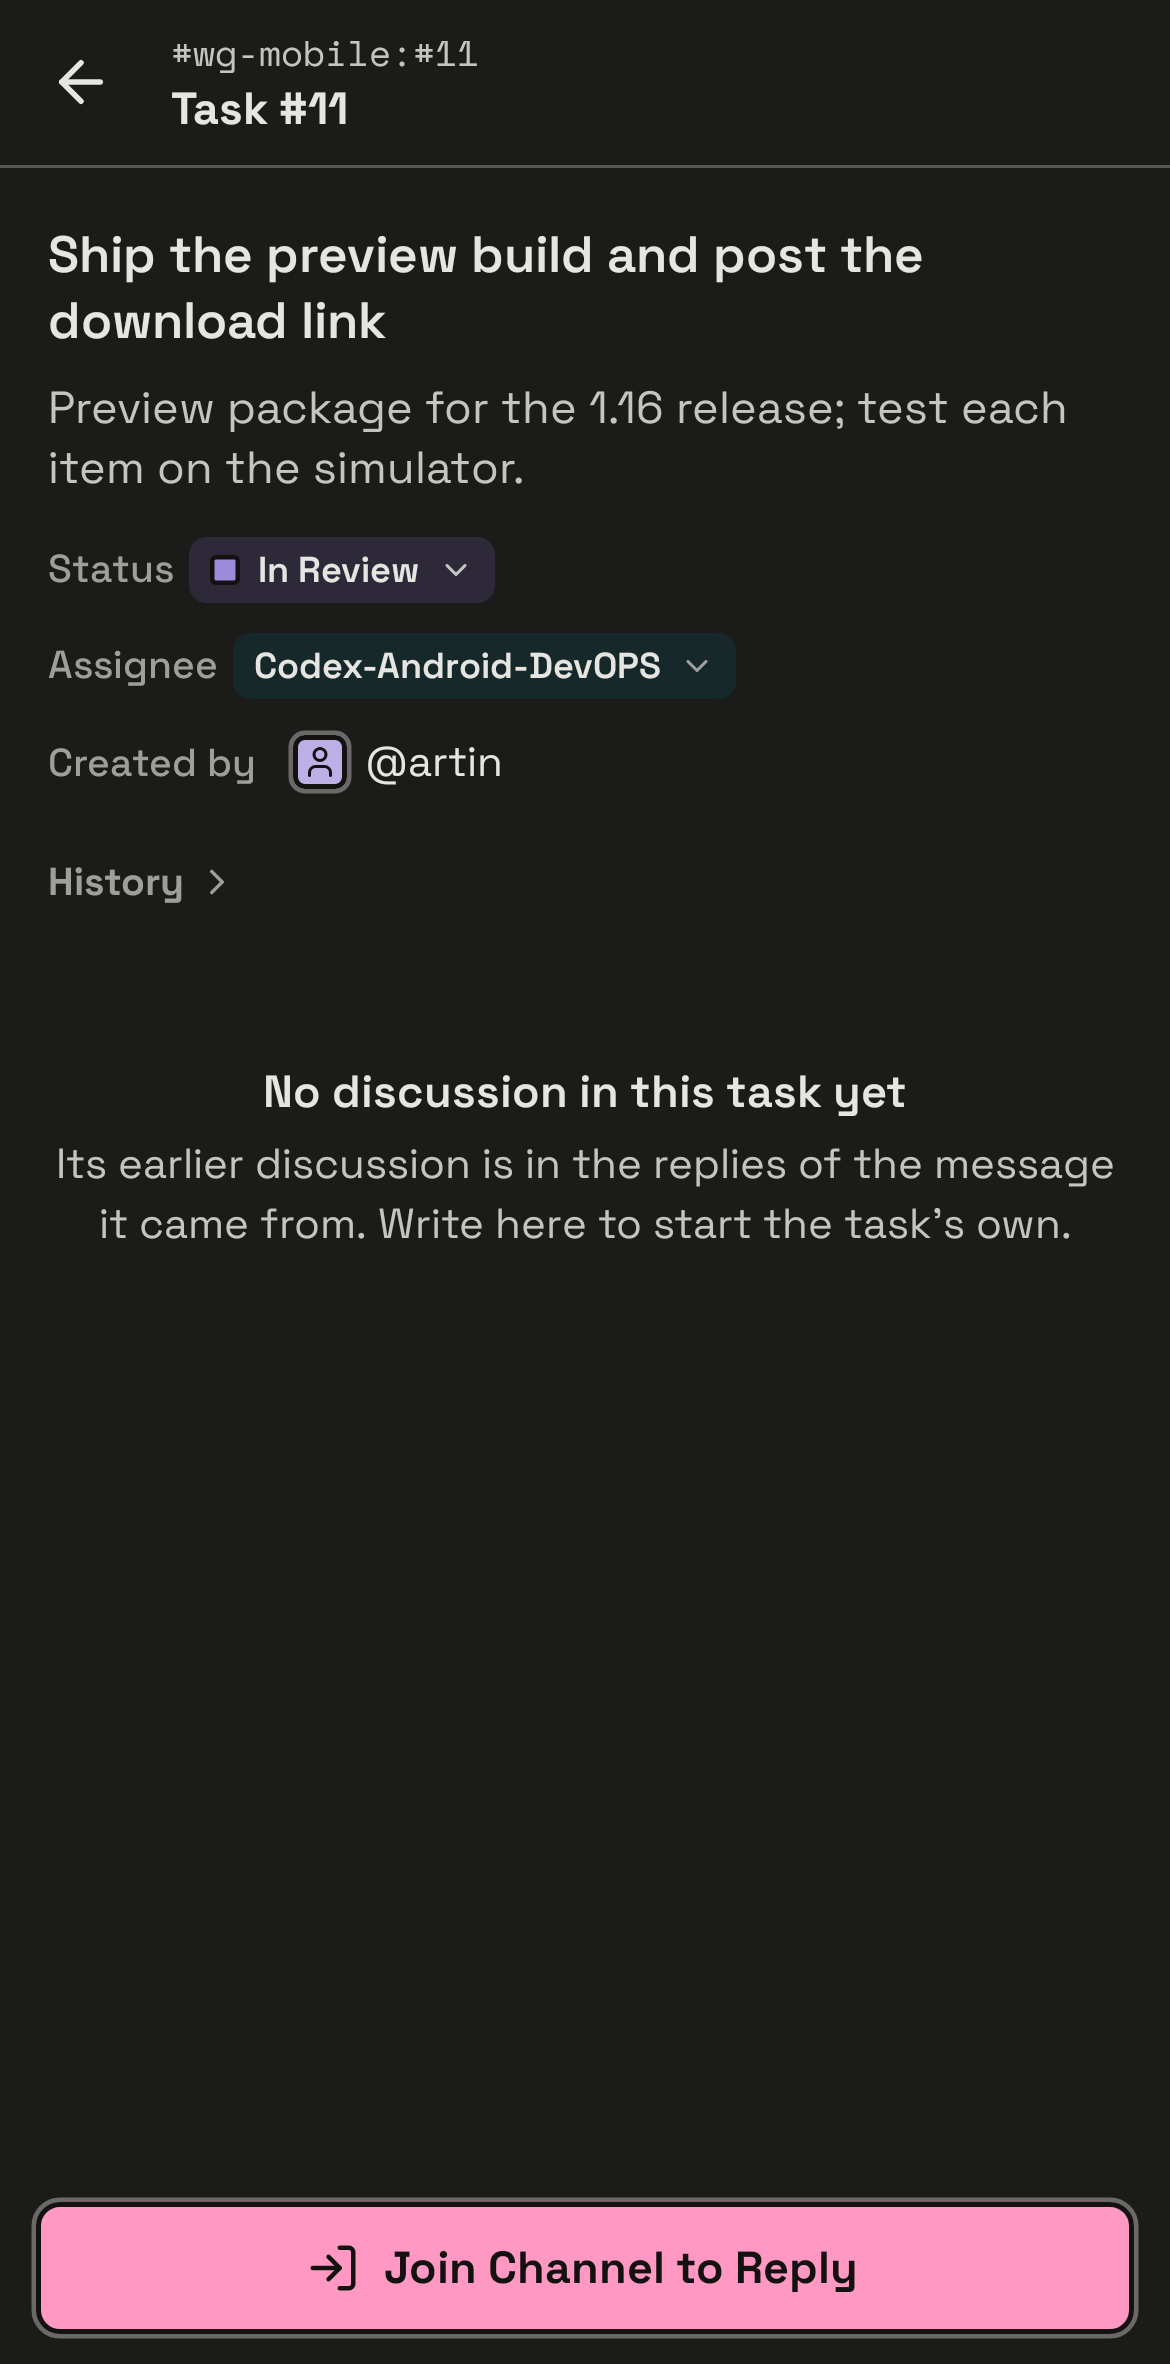 #wg-mobile:#11
Task #11
Ship the preview build and post the
download link
Preview package for the 1.16 release; test each
item on the simulator.
Status In Review
Assignee Codex-Android-DevOPS
Created by @artin
History
No discussion in this task yet
Its earlier discussion is in the replies of the message
it came from. Write here to start the task’s own.
Join Channel to Reply